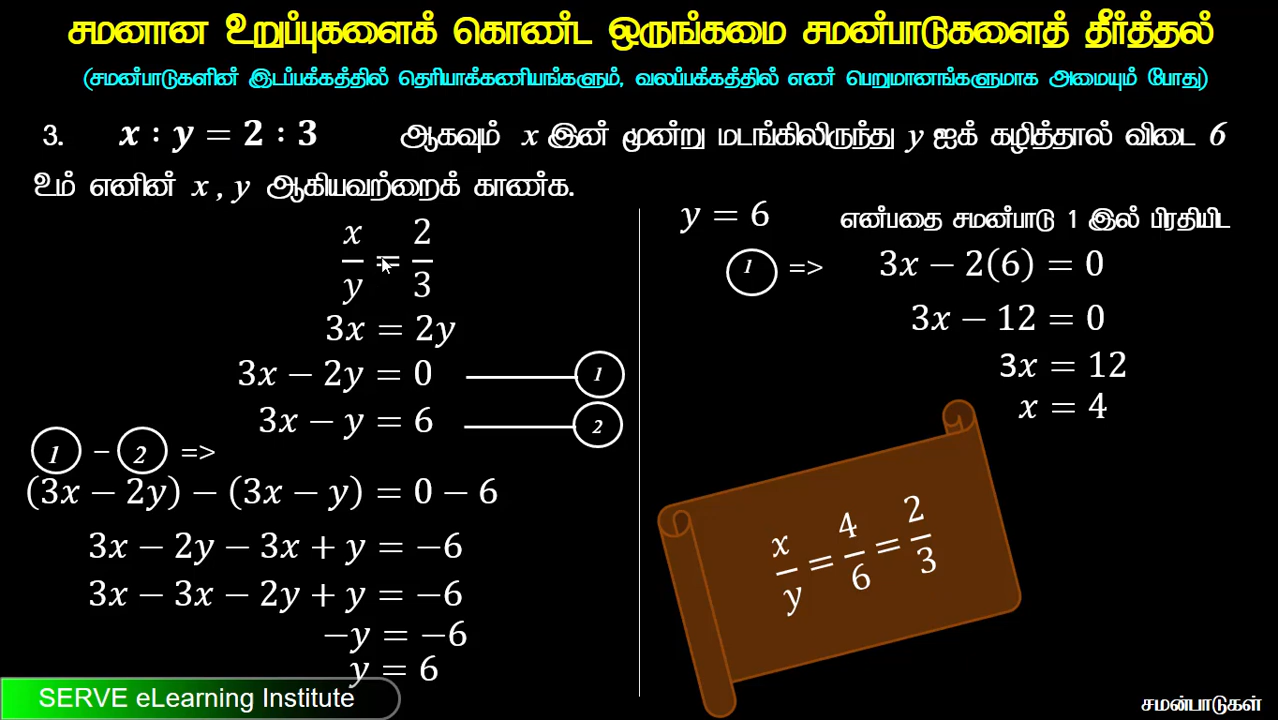 சமனான உறுப்புகளைக் கொண்ட ஒருங்கமை சமன்பாடுகளைத் தீர்த்தல்
(சமன்பாடுகளின் இடப்பக்கத்தில் தெரியாக்கணியங்களும், வலப்பக்கத்தில் எண் பெறுமானங்களுமாக அமையும் போது)
3. x : y = 2 : 3 ஆகவும் x இன் மூன்று மடங்கிலிருந்து y ஐக் கழித்தால் விடை 6
உம் எனின் x , y ஆகியவற்றைக் காண்க.
x/y = 2/3
3x = 2y
3x − 2y = 0 ——— 1
3x − y = 6 ——— 2
1 − 2 =>
(3x − 2y) − (3x − y) = 0 − 6
3x − 2y − 3x + y = −6
3x − 3x − 2y + y = −6
−y = −6
y = 6
y = 6 என்பதை சமன்பாடு 1 இல் பிரதியிட
1 => 3x − 2(6) = 0
3x − 12 = 0
3x = 12
x = 4
x/y = 4/6 = 2/3
SERVE eLearning Institute
சமன்பாடுகள்